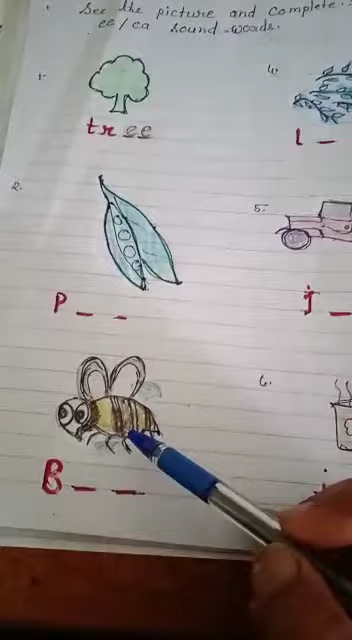 See the picture and complete
ee/ea sound words.
1.
tree
2.
P _ _
B _ _
4.
l _
5.
j _
6.